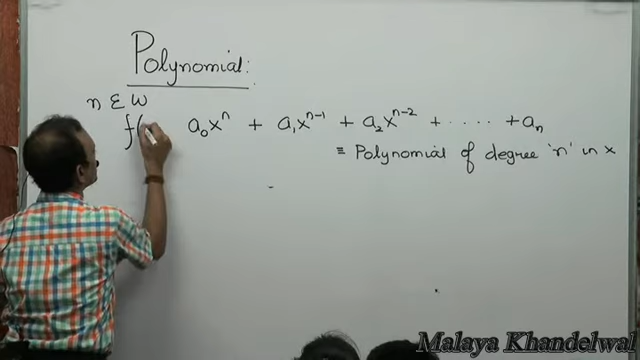 Polynomial:
n ∈ W
f( a₀xⁿ + a₁xⁿ⁻¹ + a₂xⁿ⁻² + ..... + aₙ
≡ Polynomial of degree 'n' in x
Malaya Khandelwal